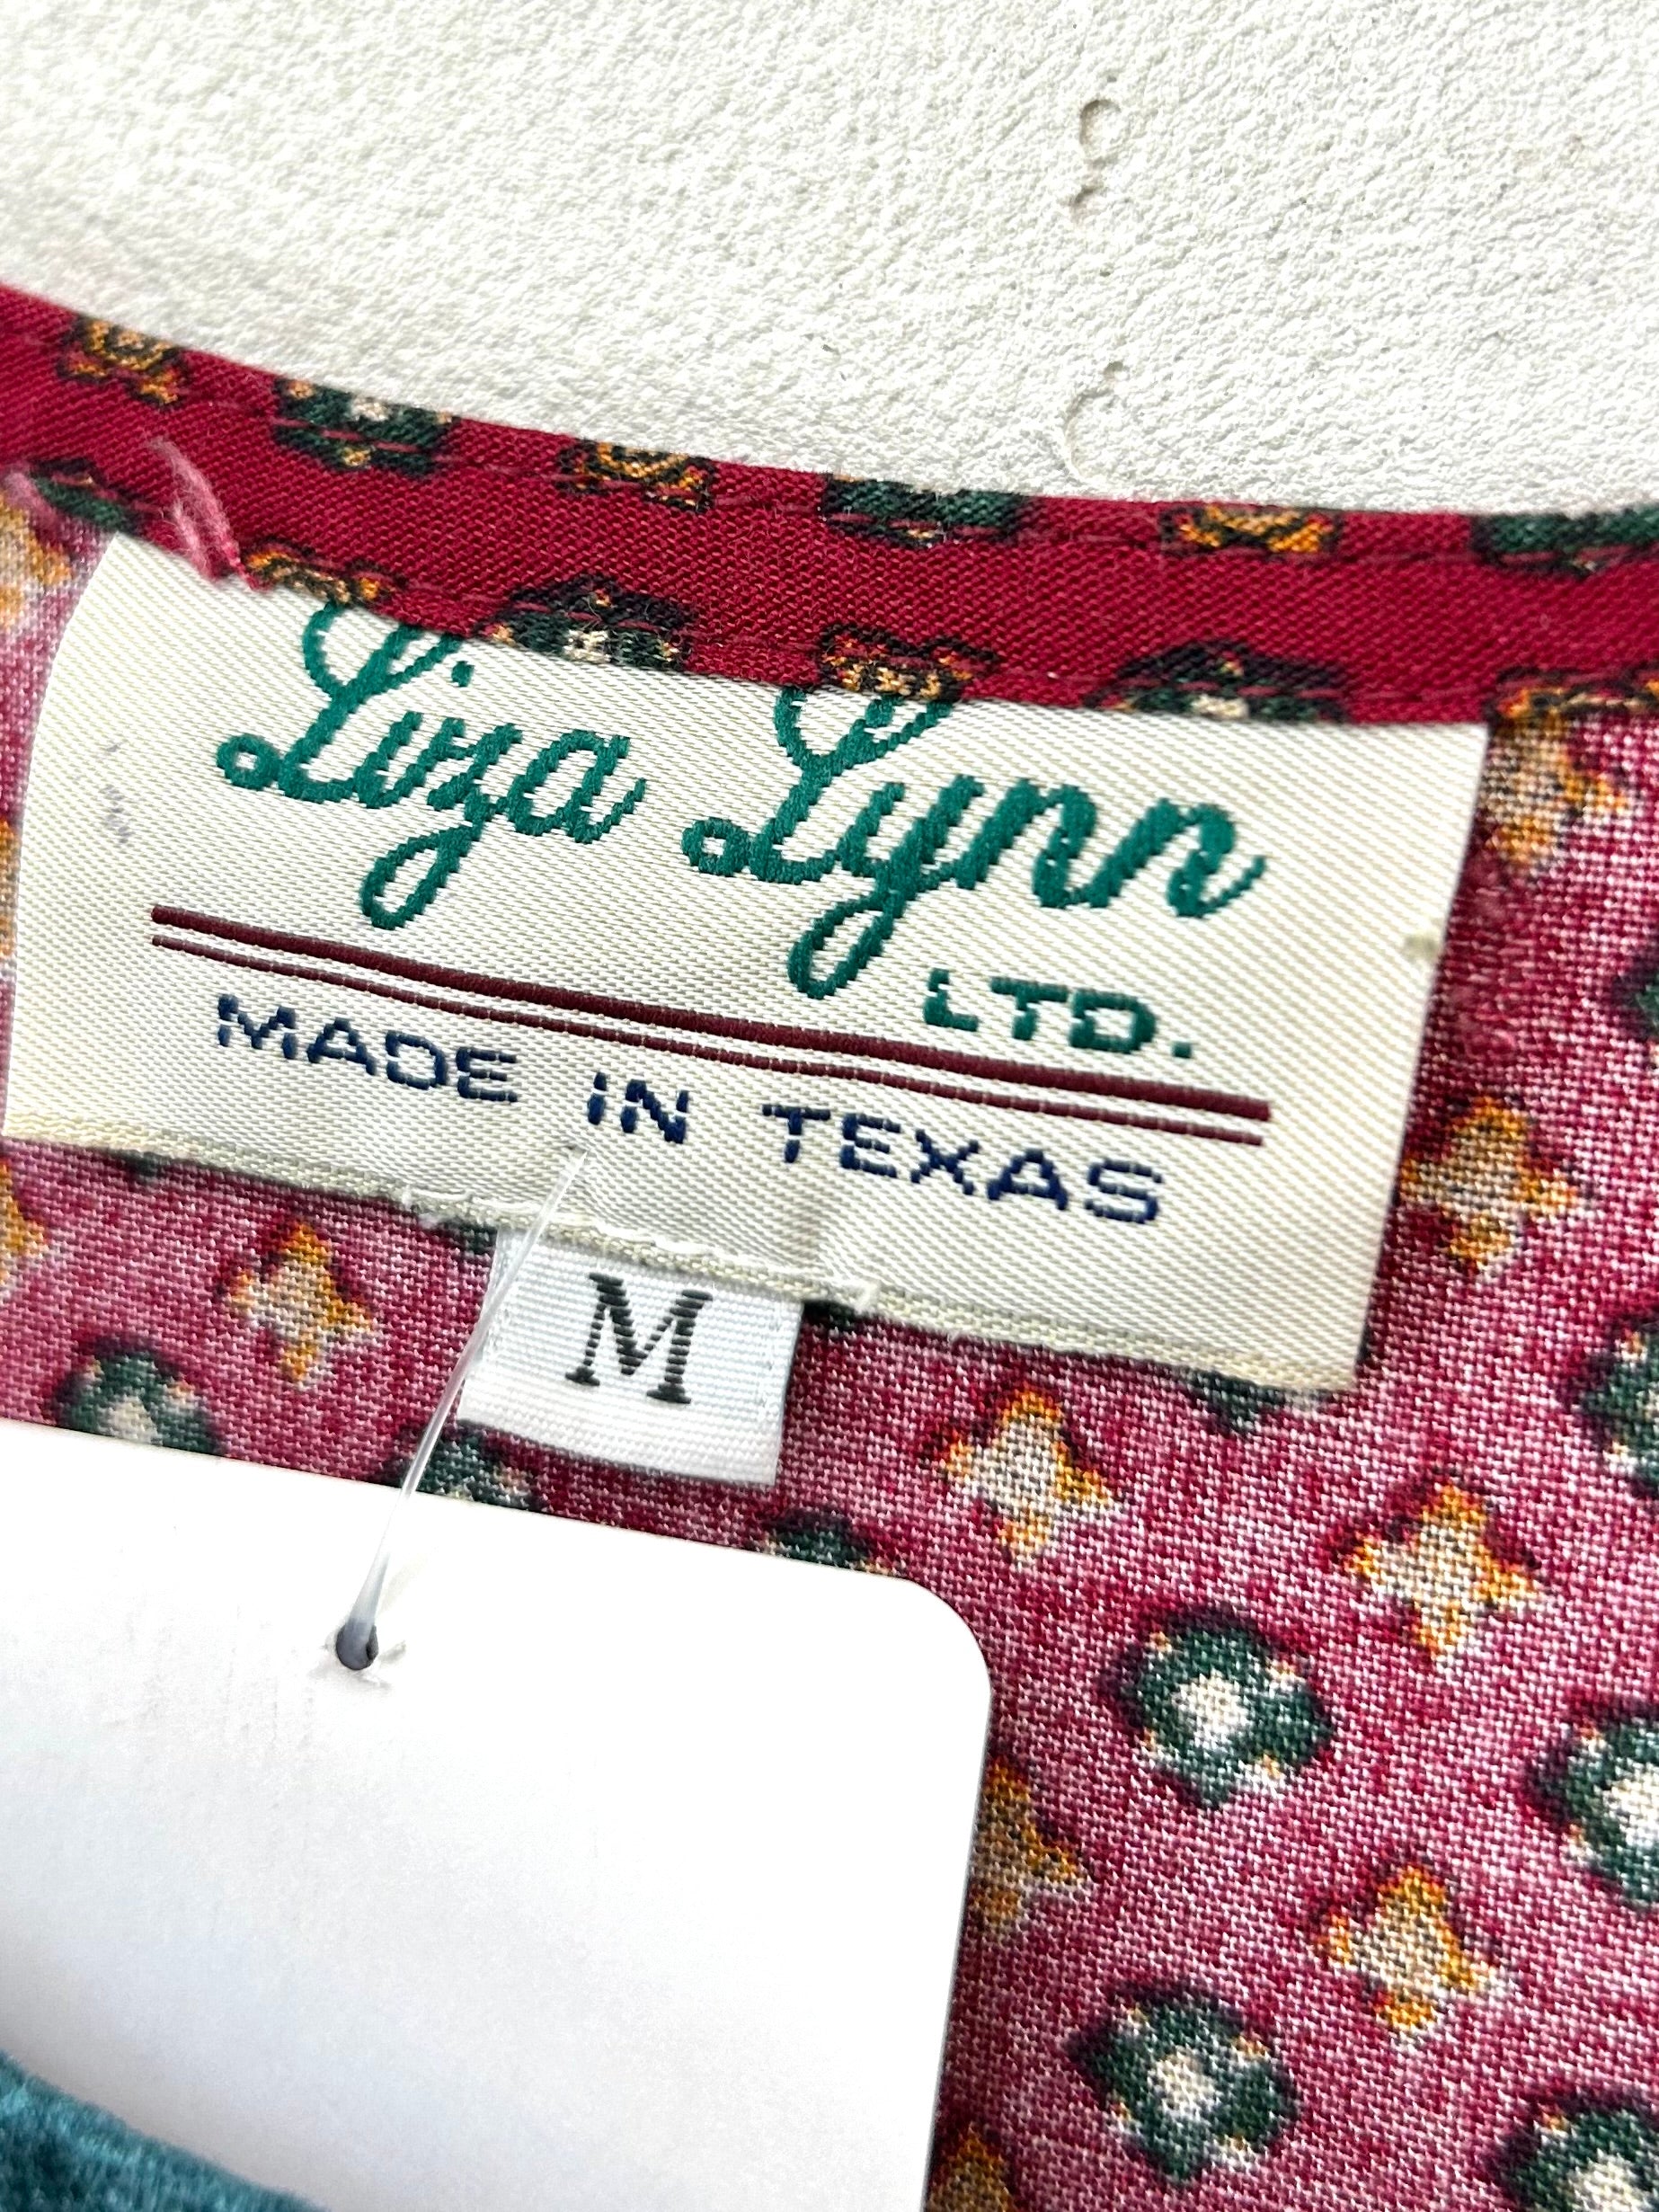 Liza Lynn
LTD.
MADE IN TEXAS
M